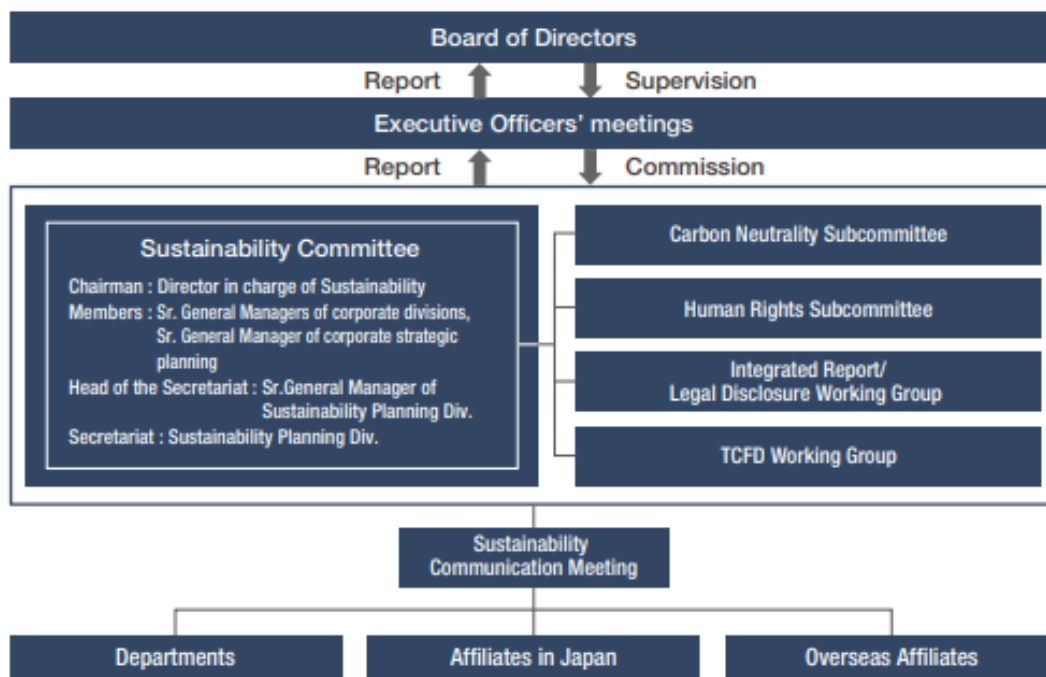 Board of Directors
Report
Supervision
Executive Officers' meetings
Report
Commission
Sustainability Committee
Chairman : Director in charge of Sustainability
Members : Sr. General Managers of corporate divisions,
Sr. General Manager of corporate strategic
planning
Head of the Secretariat : Sr.General Manager of
Sustainability Planning Div.
Secretariat : Sustainability Planning Div.
Carbon Neutrality Subcommittee
Human Rights Subcommittee
Integrated Report/
Legal Disclosure Working Group
TCFD Working Group
Sustainability
Communication Meeting
Departments
Affiliates in Japan
Overseas Affiliates